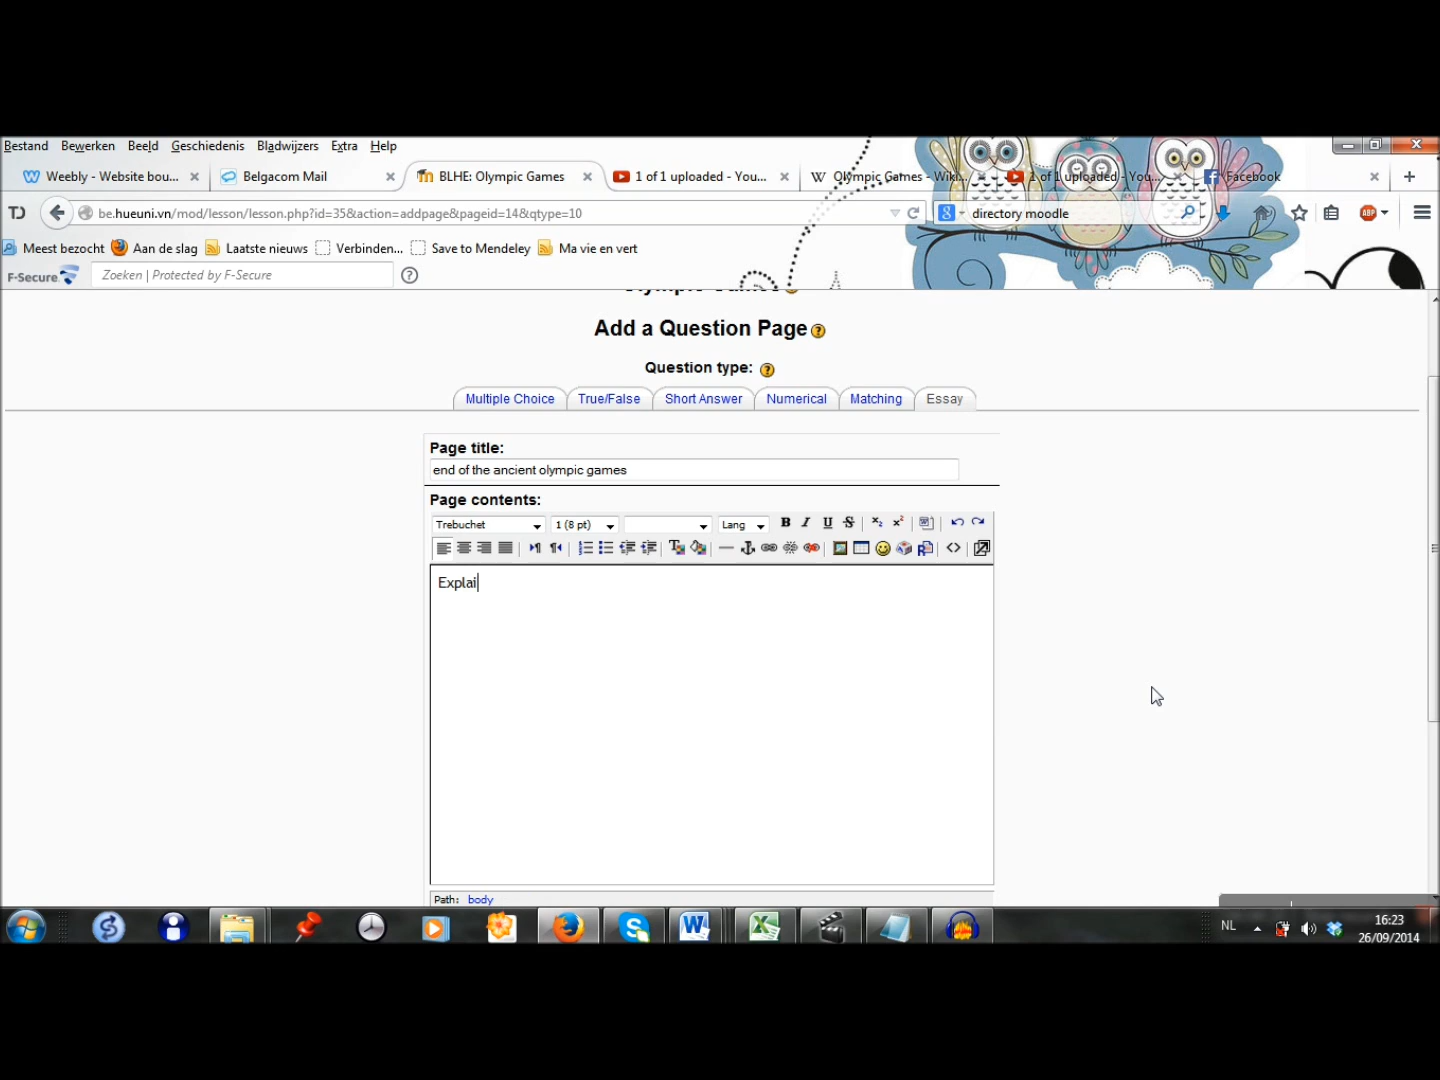 Bestand Bewerken Beeld Geschiedenis Bladwijzers Extra Help
Weebly - Website bou... Belgacom Mail BLHE: Olympic Games 1 of 1 uploaded - You... Olympic Games - Wiki... 1 of 1 uploaded - You... Facebook
be.hueuni.vn/mod/lesson/lesson.php?id=35&action=addpage&pageid=14&qtype=10 directory moodle ABP
Meest bezocht Aan de slag Laatste nieuws Verbinden... Save to Mendeley Ma vie en vert
F-Secure Zoeken | Protected by F-Secure
Olympic Games
Add a Question Page
Question type:
Multiple Choice True/False Short Answer Numerical Matching Essay
Page title:
end of the ancient olympic games
Page contents:
Trebuchet 1 (8 pt) Lang
Explai
Path: body
NL 16:23
26/09/2014